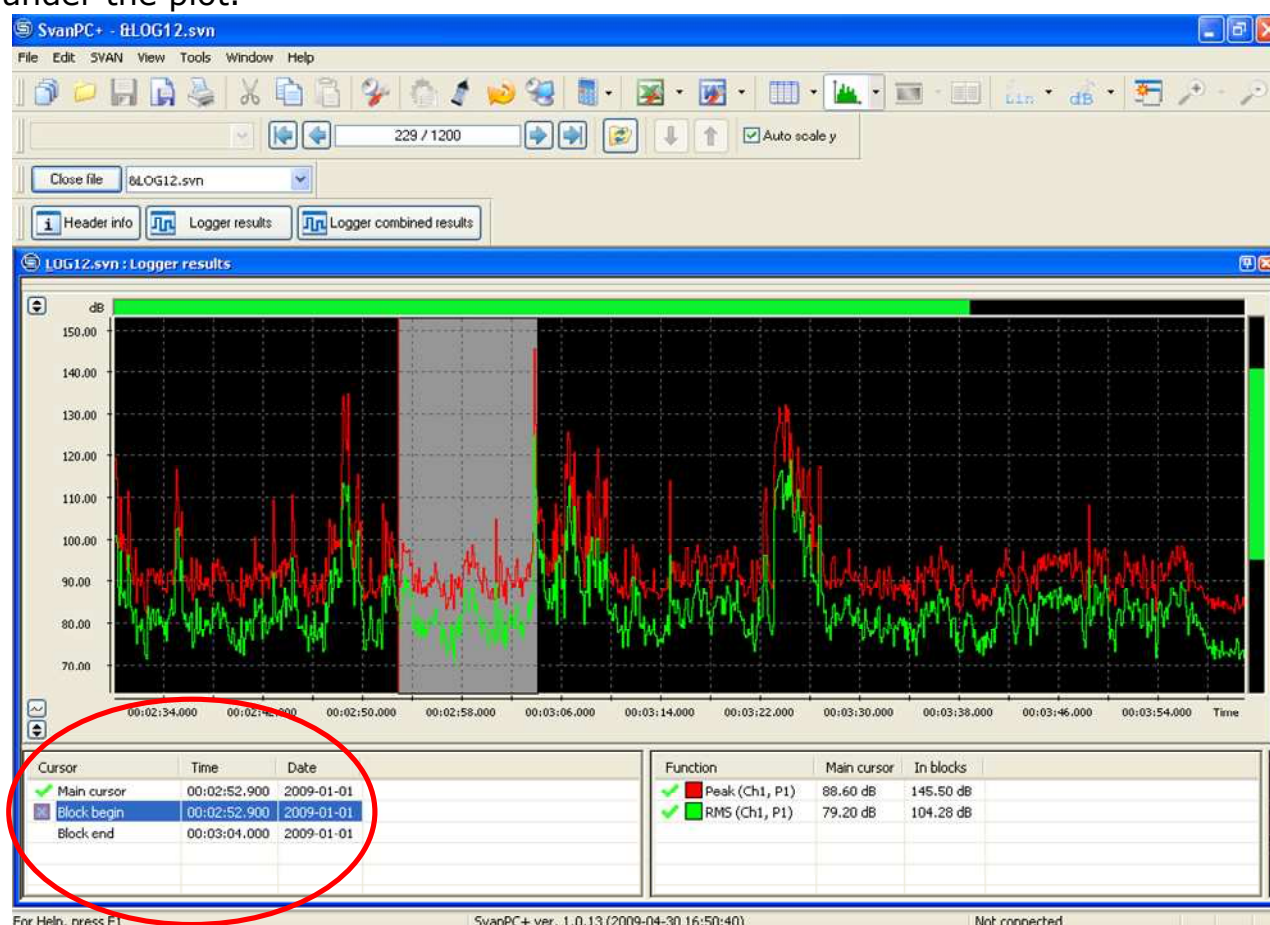 under the plot.
SvanPC+ - &LOG12.svn
File Edit SVAN View Tools Window Help
Lin dB
229 / 1200 Auto scale y
Close file &LOG12.svn
Header info Logger results Logger combined results
LOG12.svn : Logger results
dB
150.00
140.00
130.00
120.00
110.00
100.00
90.00
80.00
70.00
00:02:34.000 00:02:42.000 00:02:50.000 00:02:58.000 00:03:06.000 00:03:14.000 00:03:22.000 00:03:30.000 00:03:38.000 00:03:46.000 00:03:54.000 Time
Cursor Time Date Function Main cursor In blocks
Main cursor 00:02:52.900 2009-01-01 Peak (Ch1, P1) 88.60 dB 145.50 dB
Block begin 00:02:52.900 2009-01-01 RMS (Ch1, P1) 79.20 dB 104.28 dB
Block end 00:03:04.000 2009-01-01
For Help, press F1 SvanPC+ ver. 1.0.13 (2009-04-30 16:50:40) Not connected